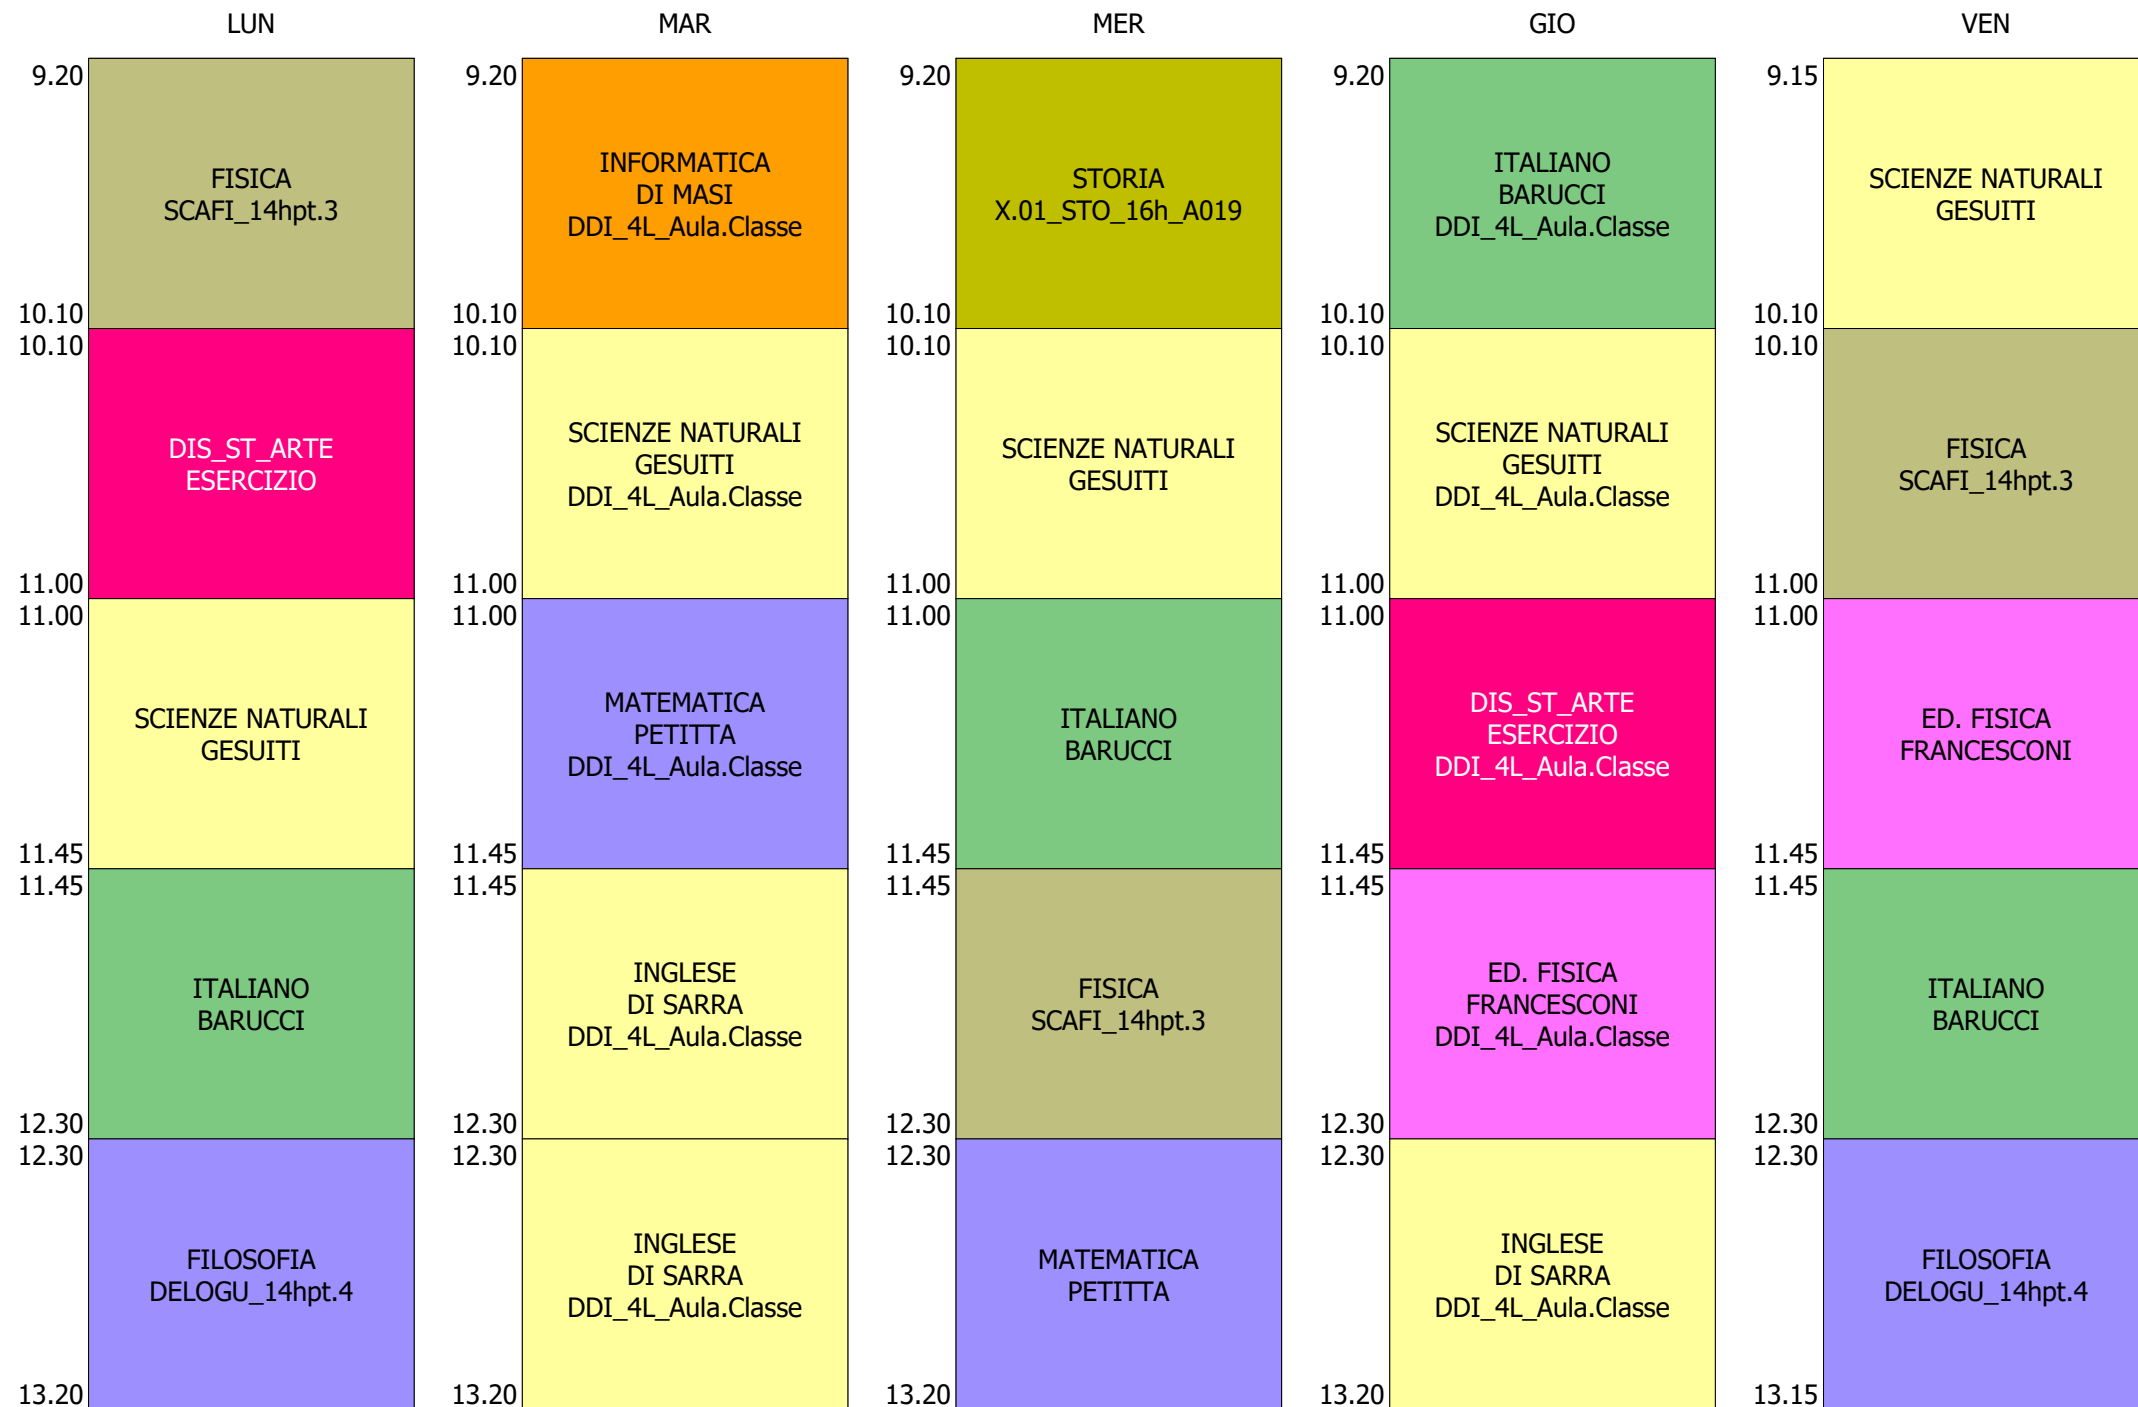 LUN
MAR
MER
GIO
VEN
9.20
FISICA
SCAFI_14hpt.3
10.10
9.20
INFORMATICA
DI MASI
DDI_4L_Aula.Classe
10.10
9.20
STORIA
X.01_STO_16h_A019
10.10
9.20
ITALIANO
BARUCCI
DDI_4L_Aula.Classe
10.10
9.15
SCIENZE NATURALI
GESUITI
10.10
10.10
DIS_ST_ARTE
ESERCIZIO
11.00
10.10
SCIENZE NATURALI
GESUITI
DDI_4L_Aula.Classe
11.00
10.10
SCIENZE NATURALI
GESUITI
11.00
10.10
SCIENZE NATURALI
GESUITI
DDI_4L_Aula.Classe
11.00
10.10
FISICA
SCAFI_14hpt.3
11.00
11.00
SCIENZE NATURALI
GESUITI
11.45
11.00
MATEMATICA
PETITTA
DDI_4L_Aula.Classe
11.45
11.00
ITALIANO
BARUCCI
11.45
11.00
DIS_ST_ARTE
ESERCIZIO
DDI_4L_Aula.Classe
11.45
11.00
ED. FISICA
FRANCESCONI
11.45
11.45
ITALIANO
BARUCCI
12.30
11.45
INGLESE
DI SARRA
DDI_4L_Aula.Classe
12.30
11.45
FISICA
SCAFI_14hpt.3
12.30
11.45
ED. FISICA
FRANCESCONI
DDI_4L_Aula.Classe
12.30
11.45
ITALIANO
BARUCCI
12.30
12.30
FILOSOFIA
DELOGU_14hpt.4
13.20
12.30
INGLESE
DI SARRA
DDI_4L_Aula.Classe
13.20
12.30
MATEMATICA
PETITTA
13.20
12.30
INGLESE
DI SARRA
DDI_4L_Aula.Classe
13.20
12.30
FILOSOFIA
DELOGU_14hpt.4
13.15